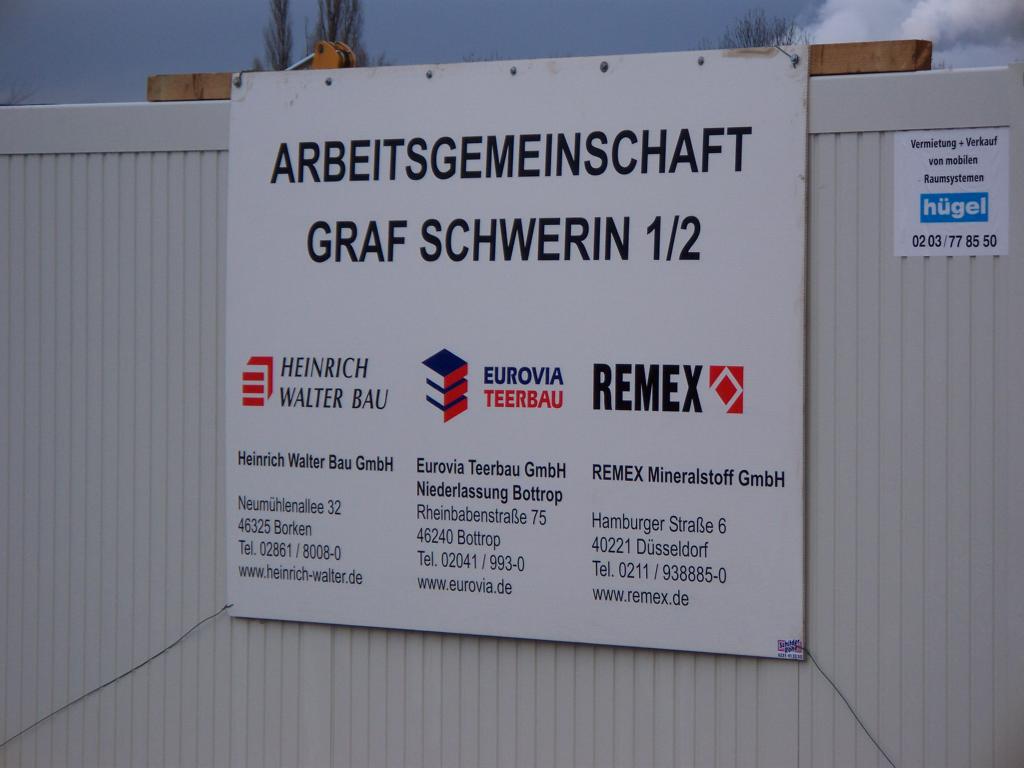 ARBEITSGEMEINSCHAFT
GRAF SCHWERIN 1/2
HEINRICH
WALTER BAU
EUROVIA
TEERBAU
REMEX
Heinrich Walter Bau GmbH
Neumühlenallee 32
46325 Borken
Tel. 02861 / 8008-0
www.heinrich-walter.de
Eurovia Teerbau GmbH
Niederlassung Bottrop
Rheinbabenstraße 75
46240 Bottrop
Tel. 02041 / 993-0
www.eurovia.de
REMEX Mineralstoff GmbH
Hamburger Straße 6
40221 Düsseldorf
Tel. 0211 / 938885-0
www.remex.de
Vermietung + Verkauf
von mobilen
Raumsystemen
hügel
02 03 / 77 85 50